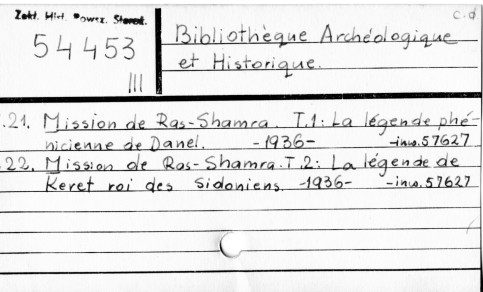 c.d.
Zakł. Hist. Powsz. Staroż.
54453
III
Bibliothèque Archéologique
et Historique.
.21. Mission de Ras-Shamra. T.1: La légende phé-
nicienne de Danel. -1936- -inw.57627
.22. Mission de Ras-Shamra.T.2: La légende de
Keret roi des Sidoniens. -1936- -inw.57627